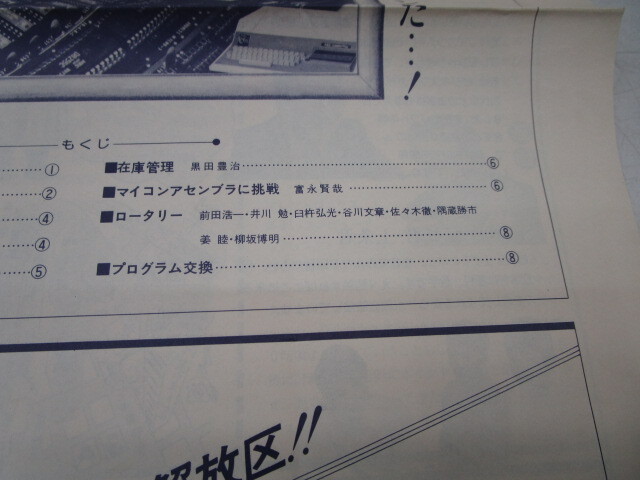 た…!
もくじ
①
②
④
④
⑤
■在庫管理 黒田豊治……⑥
■マイコンアセンブラに挑戦 富永賢哉……⑥
■ロータリー 前田浩一・井川 勉・臼杵弘光・谷川文章・佐々木徹・隅蔵勝市
姜 睦・柳坂博明……⑧
■プログラム交換……⑧
解放区!!